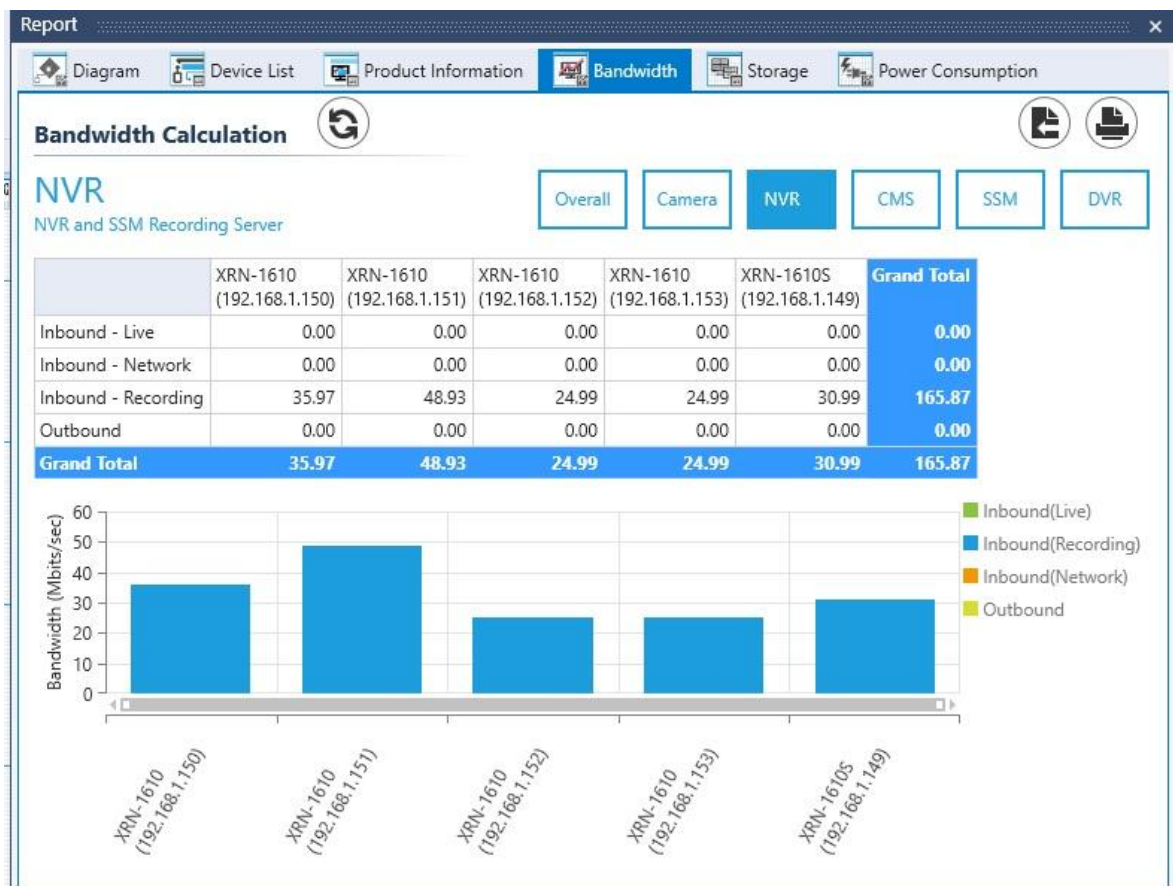 Report
Diagram Device List Product Information Bandwidth Storage Power Consumption
Bandwidth Calculation
NVR
NVR and SSM Recording Server
Overall Camera NVR CMS SSM DVR
XRN-1610 XRN-1610 XRN-1610 XRN-1610 XRN-1610S Grand Total
(192.168.1.150) (192.168.1.151) (192.168.1.152) (192.168.1.153) (192.168.1.149)
Inbound - Live 0.00 0.00 0.00 0.00 0.00 0.00
Inbound - Network 0.00 0.00 0.00 0.00 0.00 0.00
Inbound - Recording 35.97 48.93 24.99 24.99 30.99 165.87
Outbound 0.00 0.00 0.00 0.00 0.00 0.00
Grand Total 35.97 48.93 24.99 24.99 30.99 165.87
Bandwidth (Mbits/sec)
60
50
40
30
20
10
0
Inbound(Live)
Inbound(Recording)
Inbound(Network)
Outbound
XRN-1610
(192.168.1.150)
XRN-1610
(192.168.1.151)
XRN-1610
(192.168.1.152)
XRN-1610
(192.168.1.153)
XRN-1610S
(192.168.1.149)